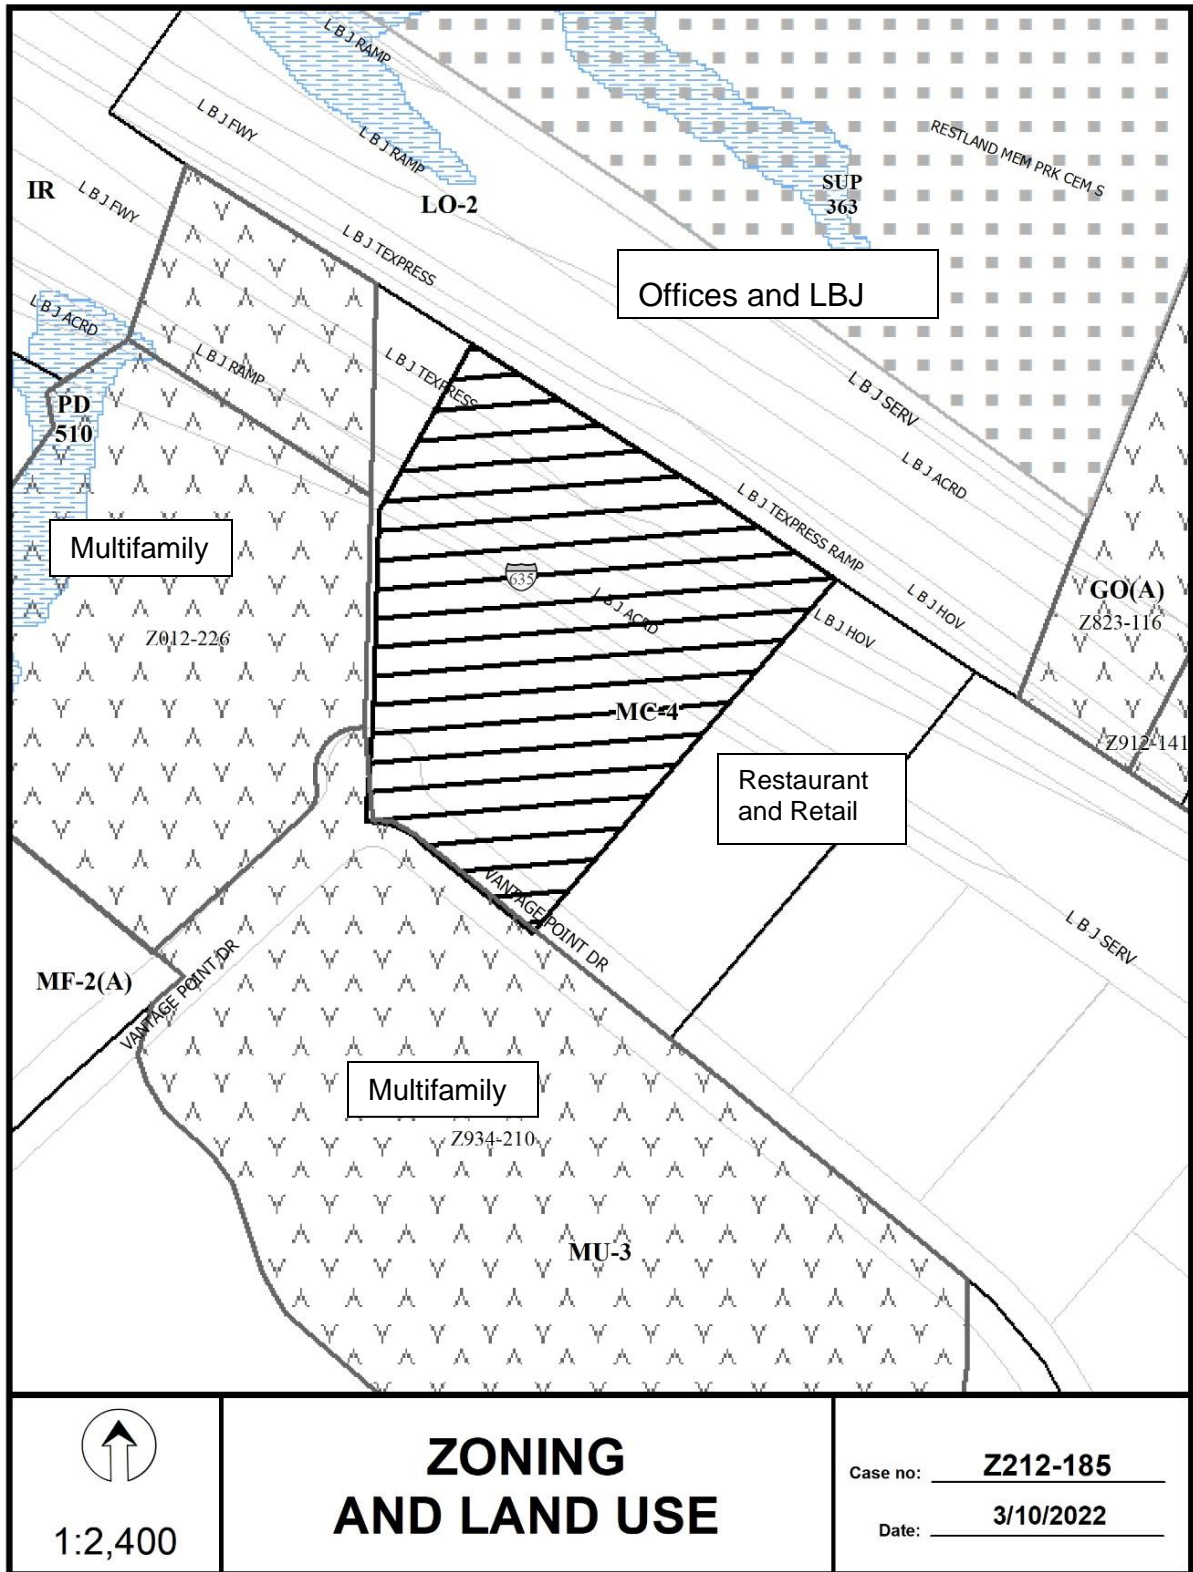 L B J RAMP
L B J FWY
L B J RAMP
RESTLAND MEM PRK CEM S
IR
L B J FWY
LO-2
SUP
363
L B J TEXPRESS
Offices and LBJ
L B J ACRD
L B J RAMP
L B J TEXPRESS
L B J SERV
PD
510
L B J ACRD
L B J TEXPRESS RAMP
Multifamily
635
L B J ACRD
L B J HOV
L B J HOV
GO(A)
Z823-116
Z012-226
MC-4
Z912-141
Restaurant
and Retail
VANTAGE POINT DR
L B J SERV
MF-2(A)
VANTAGE POINT DR
Multifamily
Z934-210
MU-3
1:2,400
ZONING
AND LAND USE
Case no: Z212-185
Date: 3/10/2022